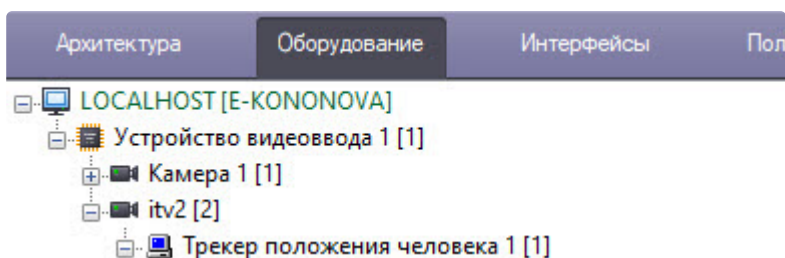 Архитектура Оборудование Интерфейсы Пол
LOCALHOST [E-KONONOVA]
Устройство видеоввода 1 [1]
Камера 1 [1]
itv2 [2]
Трекер положения человека 1 [1]